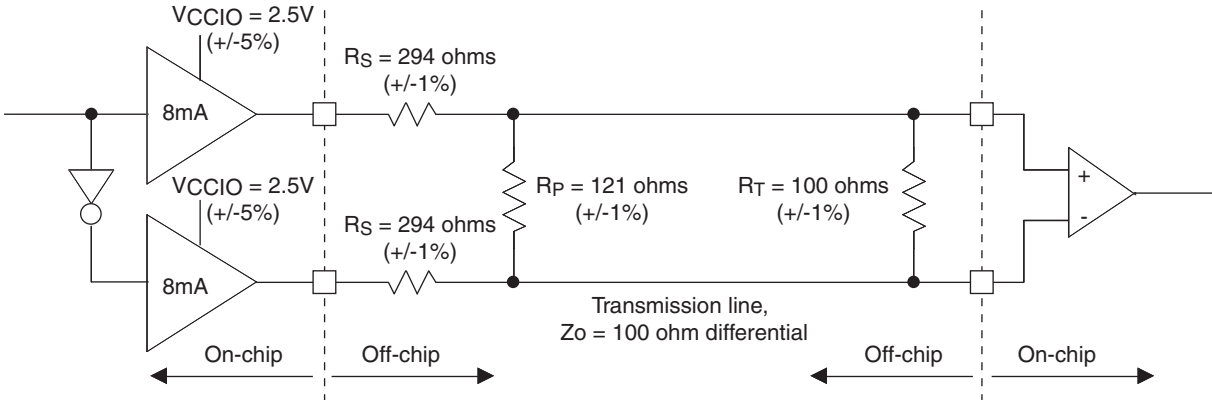 VCCIO = 2.5V
(+/-5%)
8mA
RS = 294 ohms
(+/-1%)
VCCIO = 2.5V
(+/-5%)
8mA
RS = 294 ohms
(+/-1%)
RP = 121 ohms
(+/-1%)
RT = 100 ohms
(+/-1%)
+
-
Transmission line,
Zo = 100 ohm differential
On-chip
Off-chip
Off-chip
On-chip